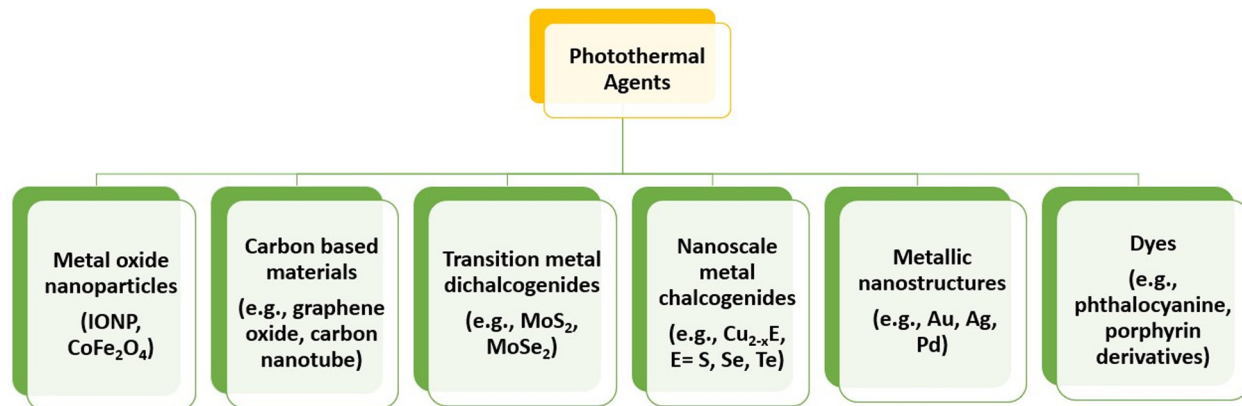 Photothermal
Agents
Metal oxide
nanoparticles
(IONP,
CoFe₂O₄)
Carbon based
materials
(e.g., graphene
oxide, carbon
nanotube)
Transition metal
dichalcogenides
(e.g., MoS₂,
MoSe₂)
Nanoscale
metal
chalcogenides
(e.g., Cu₂₋ₓE,
E= S, Se, Te)
Metallic
nanostructures
(e.g., Au, Ag,
Pd)
Dyes
(e.g.,
phthalocyanine,
porphyrin
derivatives)